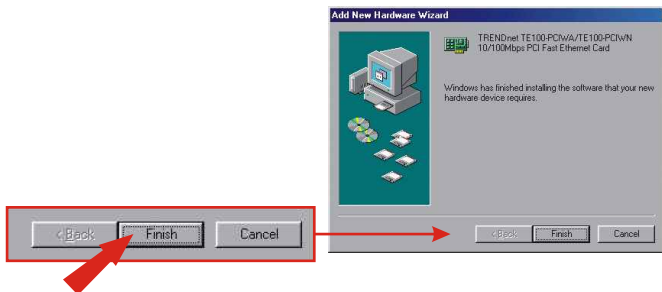 Add New Hardware Wizard
TRENDnet TE100-PCIWA/TE100-PCIWN
10/100Mbps PCI Fast Ethernet Card
Windows has finished installing the software that your new
hardware device requires.
< Back Finish Cancel
< Back Finish Cancel